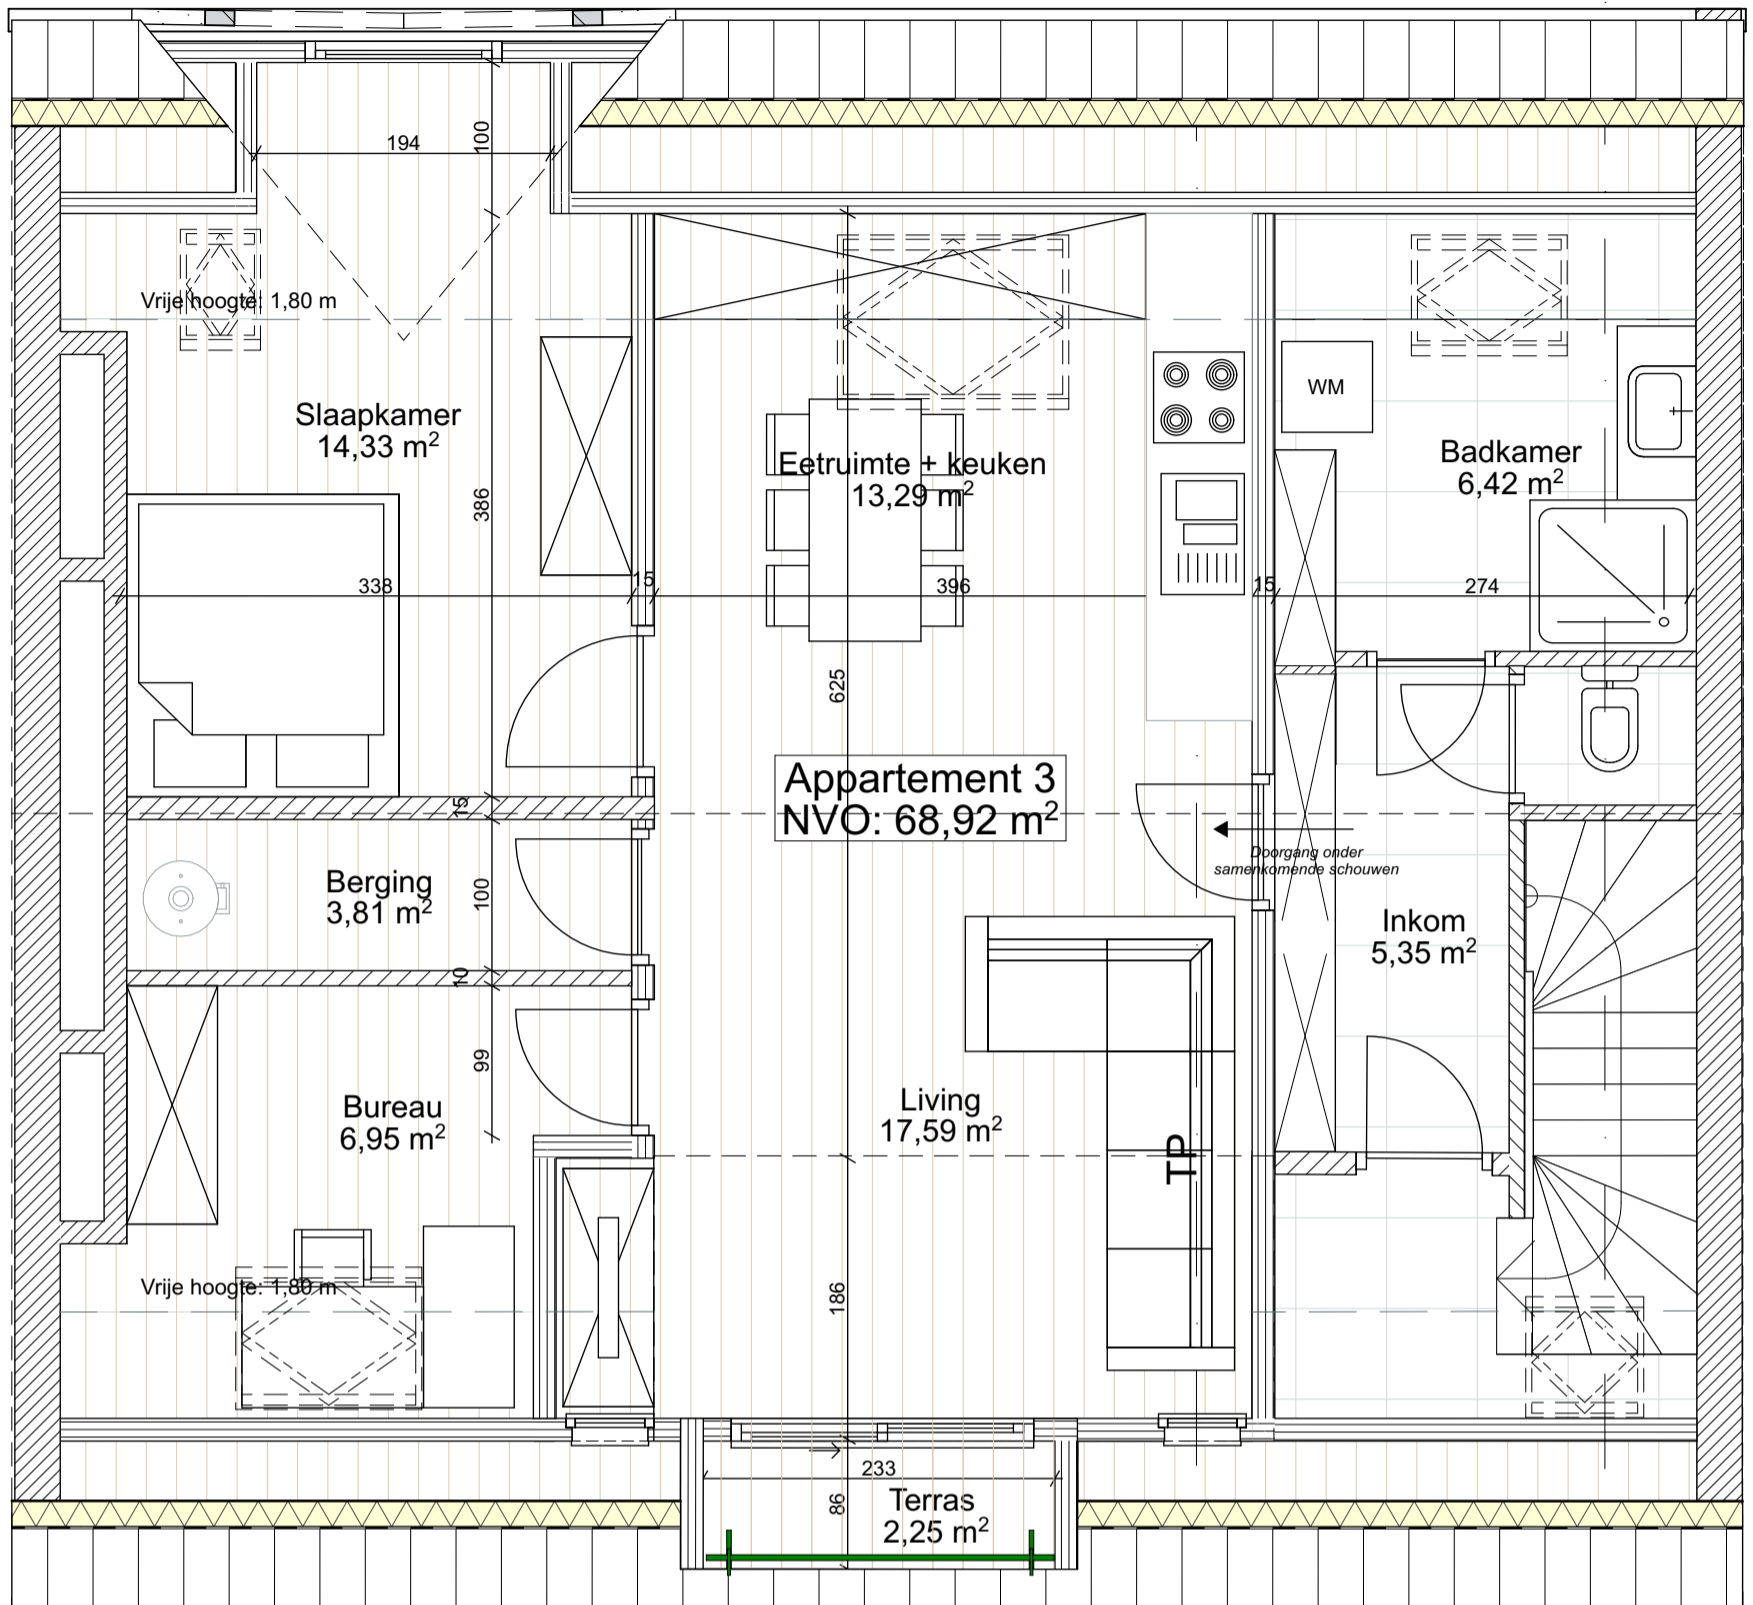 194
100
Vrije hoogte: 1,80 m
Slaapkamer
14,33 m²
386
Eetruimte + keuken
13,29 m²
WM
Badkamer
6,42 m²
338
15
396
15
274
625
Appartement 3
NVO: 68,92 m²
15
Doorgang onder
samenkomende schouwen
Berging
3,81 m²
100
Inkom
5,35 m²
10
99
Bureau
6,95 m²
Living
17,59 m²
TP
Vrije hoogte: 1,80 m
186
233
86
Terras
2,25 m²